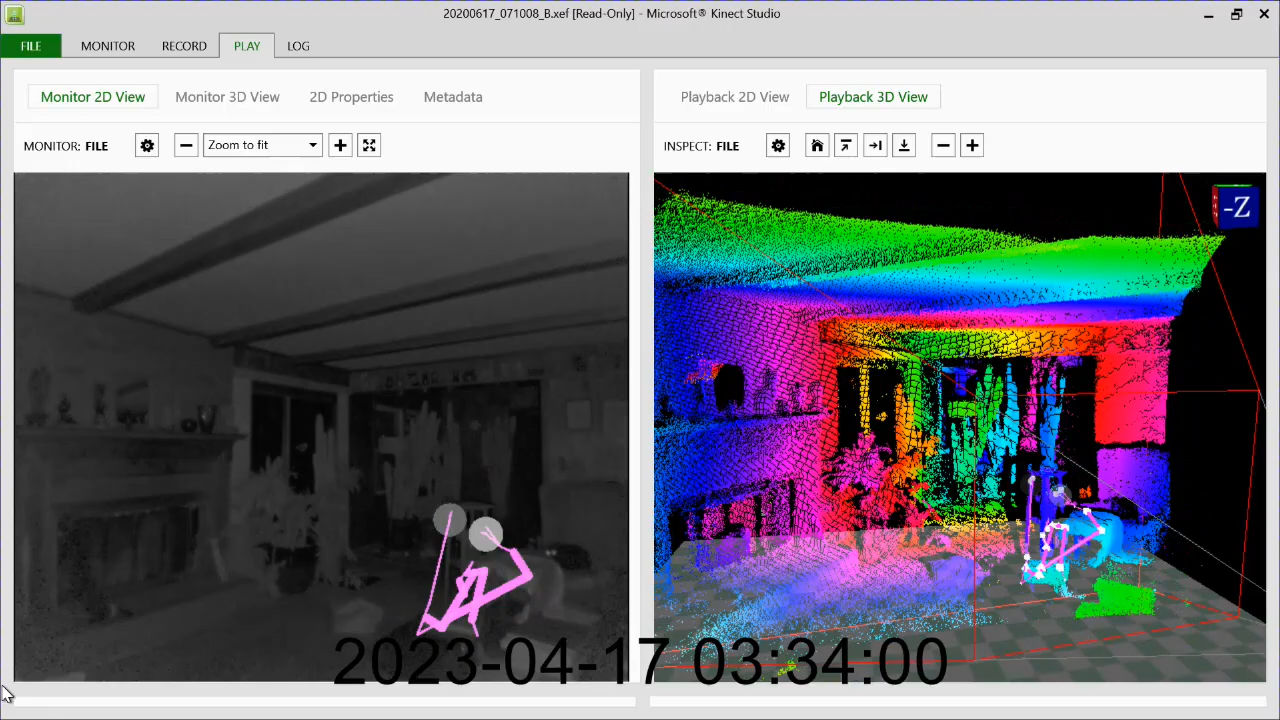 20200617_071008_B.xef [Read-Only] - Microsoft® Kinect Studio
FILE MONITOR RECORD PLAY LOG
Monitor 2D View Monitor 3D View 2D Properties Metadata
Playback 2D View Playback 3D View
MONITOR: FILE Zoom to fit
INSPECT: FILE
-Z
2023-04-17 03:34:00